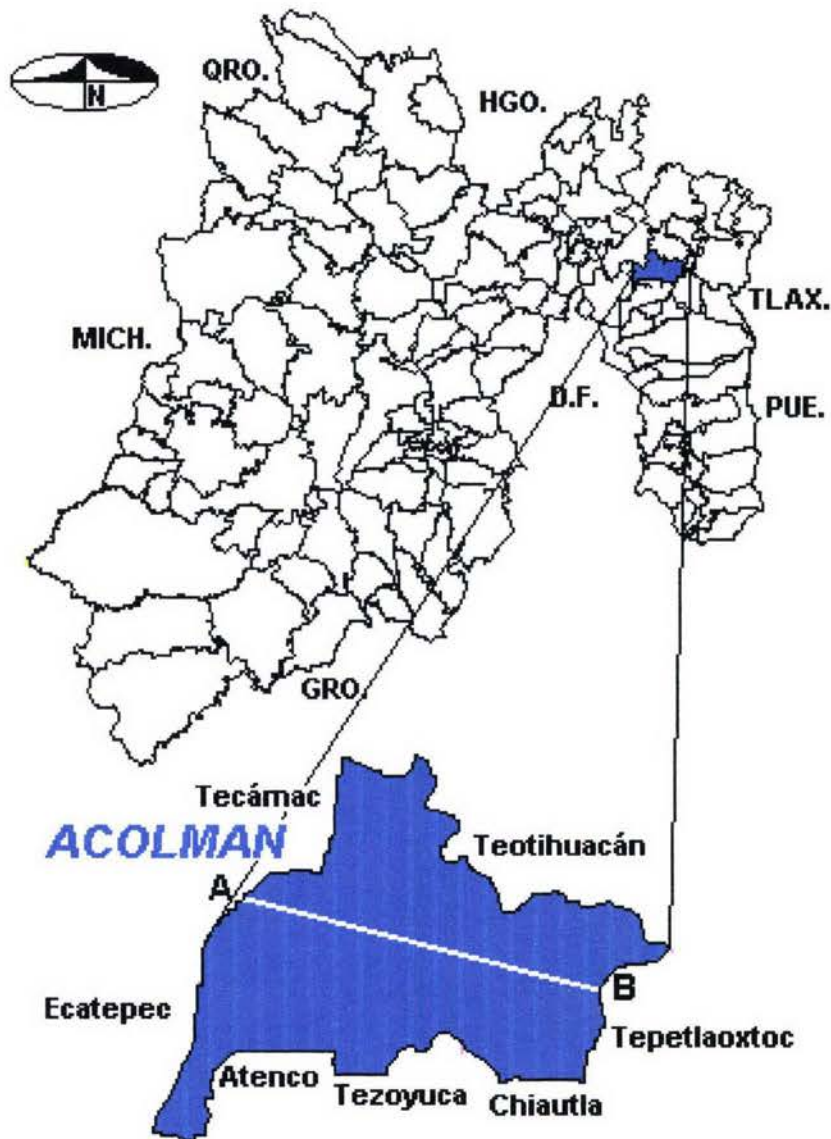 QRO.
N
HGO.
TLAX.
MICH.
D.F.
PUE.
GRO.
Tecámac
ACOLMAN
Teotihuacán
A
B
Ecatepec
Tepetlaoxtoc
Atenco
Tezoyuca
Chiautla